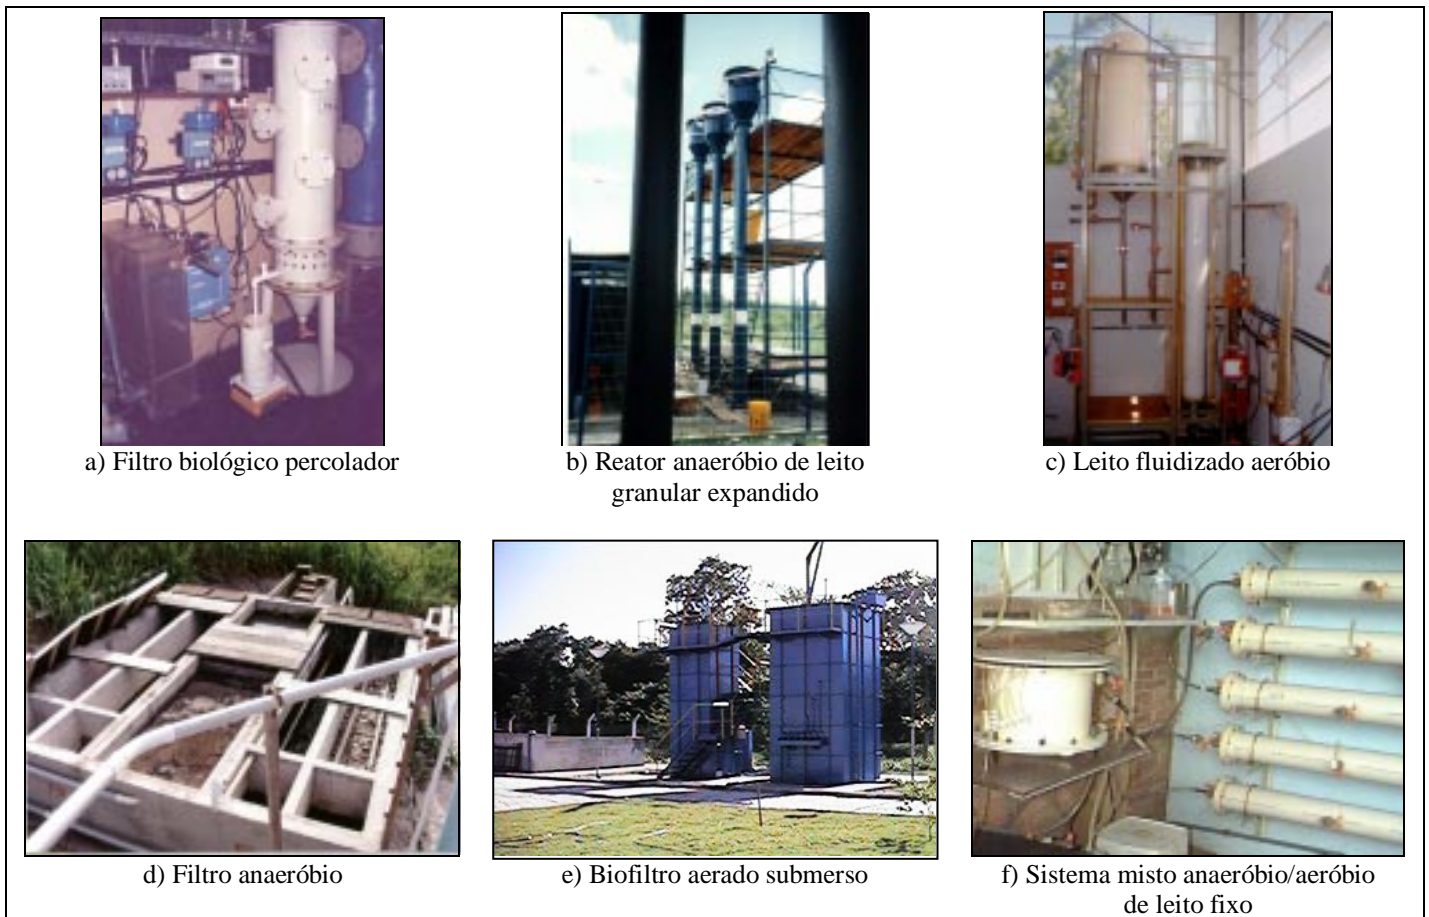 a) Filtro biológico percolador
b) Reator anaeróbio de leito
granular expandido
c) Leito fluidizado aeróbio
d) Filtro anaeróbio
e) Biofiltro aerado submerso
f) Sistema misto anaeróbio/aeróbio
de leito fixo